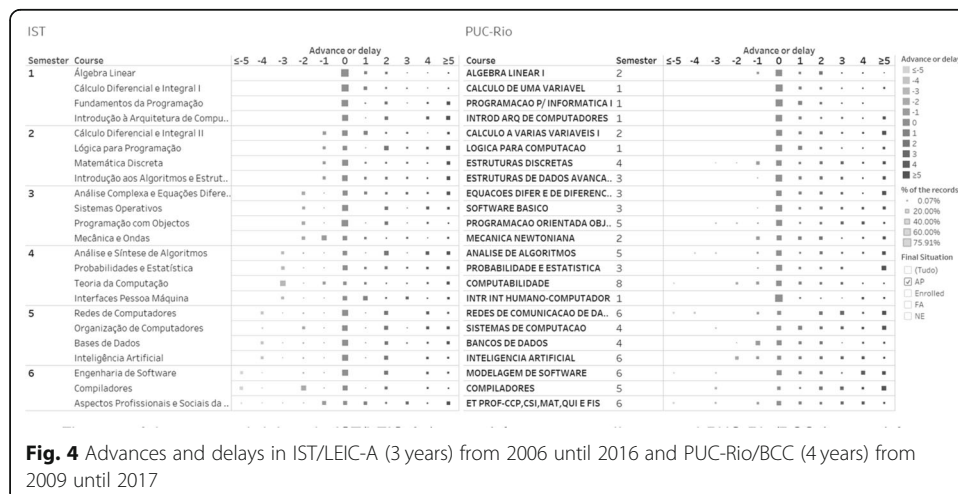 IST
PUC-Rio
Advance or delay
Advance or delay
Semester Course ≤-5 -4 -3 -2 -1 0 1 2 3 4 ≥5 Course Semester ≤-5 -4 -3 -2 -1 0 1 2 3 4 ≥5
1 Álgebra Linear ALGEBRA LINEAR I 2
Cálculo Diferencial e Integral I CALCULO DE UMA VARIAVEL 1
Fundamentos da Programação PROGRAMACAO P/ INFORMATICA I 1
Introdução à Arquitetura de Compu.. INTROD ARQ DE COMPUTADORES 1
2 Cálculo Diferencial e Integral II CALCULO A VARIAS VARIAVEIS I 2
Lógica para Programação LOGICA PARA COMPUTACAO 1
Matemática Discreta ESTRUTURAS DISCRETAS 4
Introdução aos Algoritmos e Estrut.. ESTRUTURAS DE DADOS AVANCA.. 3
3 Análise Complexa e Equações Difere.. EQUACOES DIFER E DE DIFERENC.. 3
Sistemas Operativos SOFTWARE BASICO 3
Programação com Objectos PROGRAMACAO ORIENTADA OBJ.. 5
Mecânica e Ondas MECANICA NEWTONIANA 2
4 Análise e Síntese de Algoritmos ANALISE DE ALGORITMOS 5
Probabilidades e Estatística PROBABILIDADE E ESTATISTICA 3
Teoria da Computação COMPUTABILIDADE 8
Interfaces Pessoa Máquina INTR INT HUMANO-COMPUTADOR 1
5 Redes de Computadores REDES DE COMUNICACAO DE DA.. 6
Organização de Computadores SISTEMAS DE COMPUTACAO 4
Bases de Dados BANCOS DE DADOS 4
Inteligência Artificial INTELIGENCIA ARTIFICIAL 6
6 Engenharia de Software MODELAGEM DE SOFTWARE 6
Compiladores COMPILADORES 5
Aspectos Profissionais e Sociais da .. ET PROF-CCP,CSI,MAT,QUI E FIS 6
Advance or delay
≤-5
-4
-3
-2
-1
0
1
2
3
4
≥5
% of the records
0.07%
20.00%
40.00%
60.00%
75.91%
Final Situation
(Tudo)
AP
Enrolled
FA
NE
Fig. 4 Advances and delays in IST/LEIC-A (3 years) from 2006 until 2016 and PUC-Rio/BCC (4 years) from
2009 until 2017